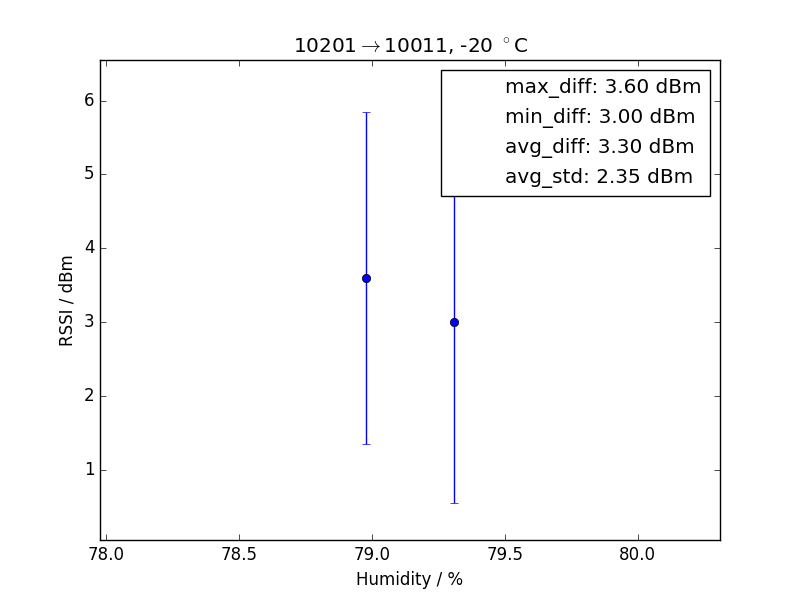 10201→10011, -20 °C
max_diff: 3.60 dBm
min_diff: 3.00 dBm
avg_diff: 3.30 dBm
avg_std: 2.35 dBm
RSSI / dBm
6
5
4
3
2
1
78.0 78.5 79.0 79.5 80.0
Humidity / %